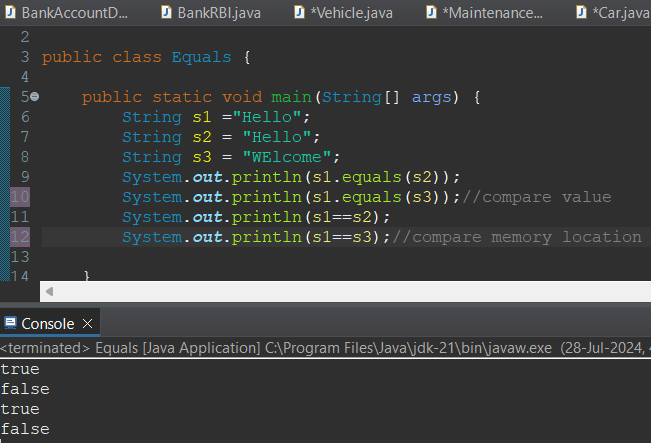 BankAccountD... BankRBI.java *Vehicle.java *Maintenance... *Car.java
2
3 public class Equals {
4
5 public static void main(String[] args) {
6 String s1 ="Hello";
7 String s2 = "Hello";
8 String s3 = "WElcome";
9 System.out.println(s1.equals(s2));
10 System.out.println(s1.equals(s3));//compare value
11 System.out.println(s1==s2);
12 System.out.println(s1==s3);//compare memory location
13
14 }
Console
<terminated> Equals [Java Application] C:\Program Files\Java\jdk-21\bin\javaw.exe (28-Jul-2024,
true
false
true
false